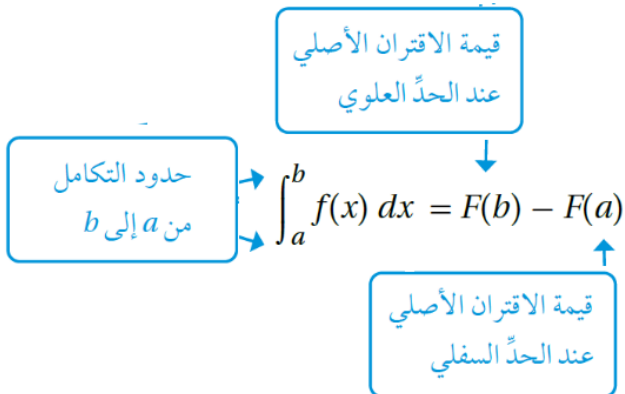 قيمة الاقتران الأصلي
عند الحدِّ العلوي
حدود التكامل
من a إلى b
∫_a^b f(x) dx = F(b) − F(a)
قيمة الاقتران الأصلي
عند الحدِّ السفلي